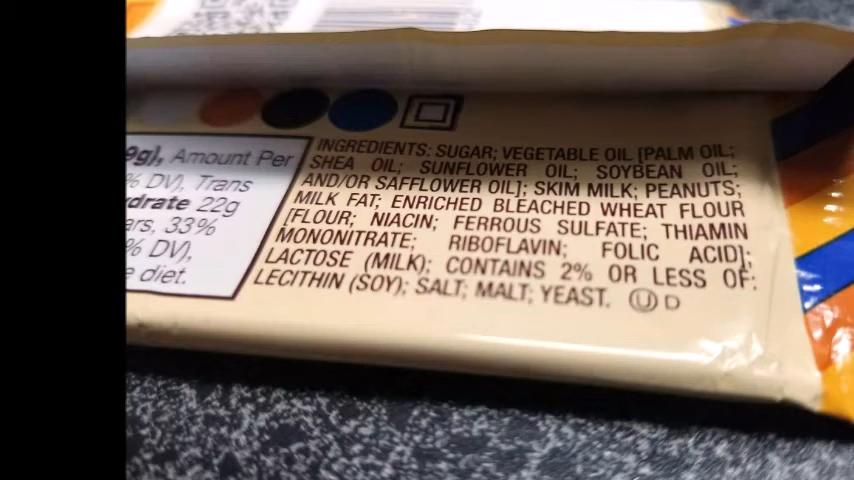 9g), Amount Per
% DV), Trans
drate 22g
ars, 33%
% DV),
e diet.
INGREDIENTS: SUGAR; VEGETABLE OIL [PALM OIL;
SHEA OIL; SUNFLOWER OIL; SOYBEAN OIL,
AND/OR SAFFLOWER OIL]; SKIM MILK; PEANUTS;
MILK FAT; ENRICHED BLEACHED WHEAT FLOUR
[FLOUR; NIACIN; FERROUS SULFATE; THIAMIN
MONONITRATE; RIBOFLAVIN; FOLIC ACID];
LACTOSE (MILK); CONTAINS 2% OR LESS OF:
LECITHIN (SOY); SALT; MALT; YEAST. Ⓤ D